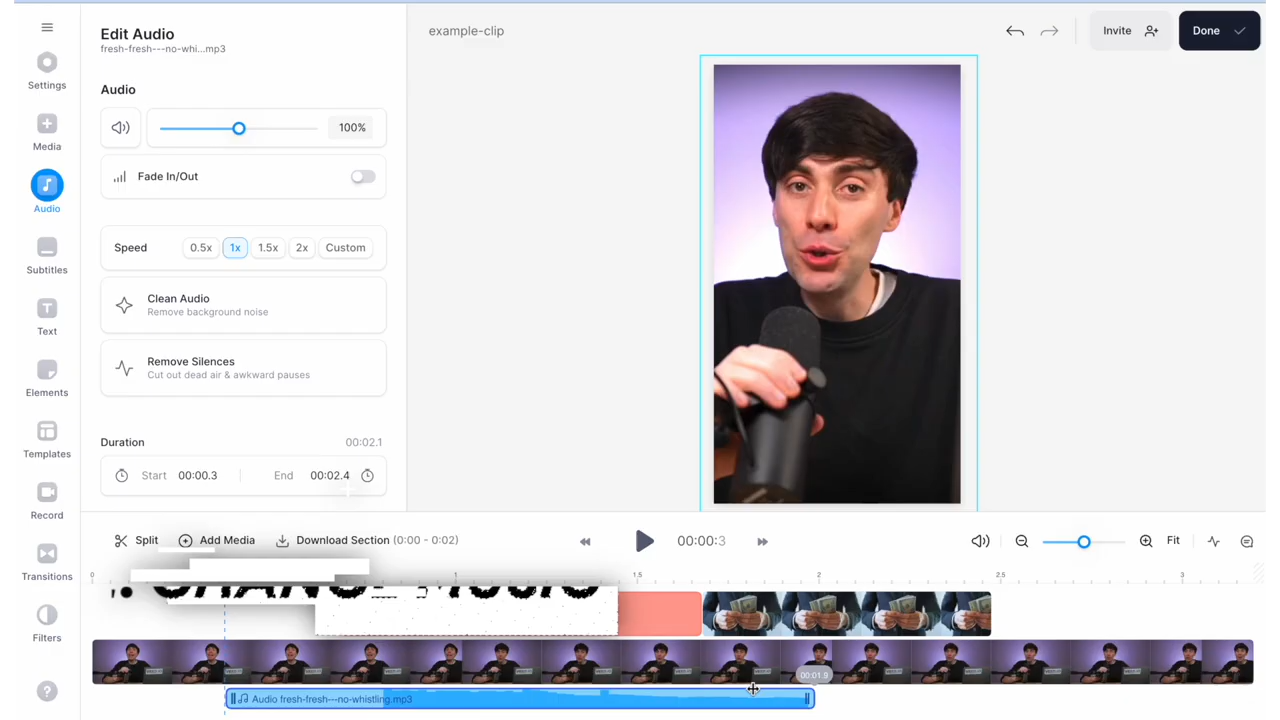 Edit Audio
example-clip
Invite
Done
fresh-fresh---no-whi...mp3
Settings
Audio
100%
Media
Fade In/Out
Audio
Speed
0.5x
1x
1.5x
2x
Custom
Subtitles
Clean Audio
Remove background noise
Text
Remove Silences
Cut out dead air & awkward pauses
Elements
Templates
Duration
00:02.1
Start
00:00.3
End
00:02.4
Record
Split
Add Media
Download Section (0:00 - 0:02)
00:00:3
Fit
Transitions
0
1
1.5
2
2.5
3
Filters
00:01.9
Audio fresh-fresh---no-whistling.mp3
?